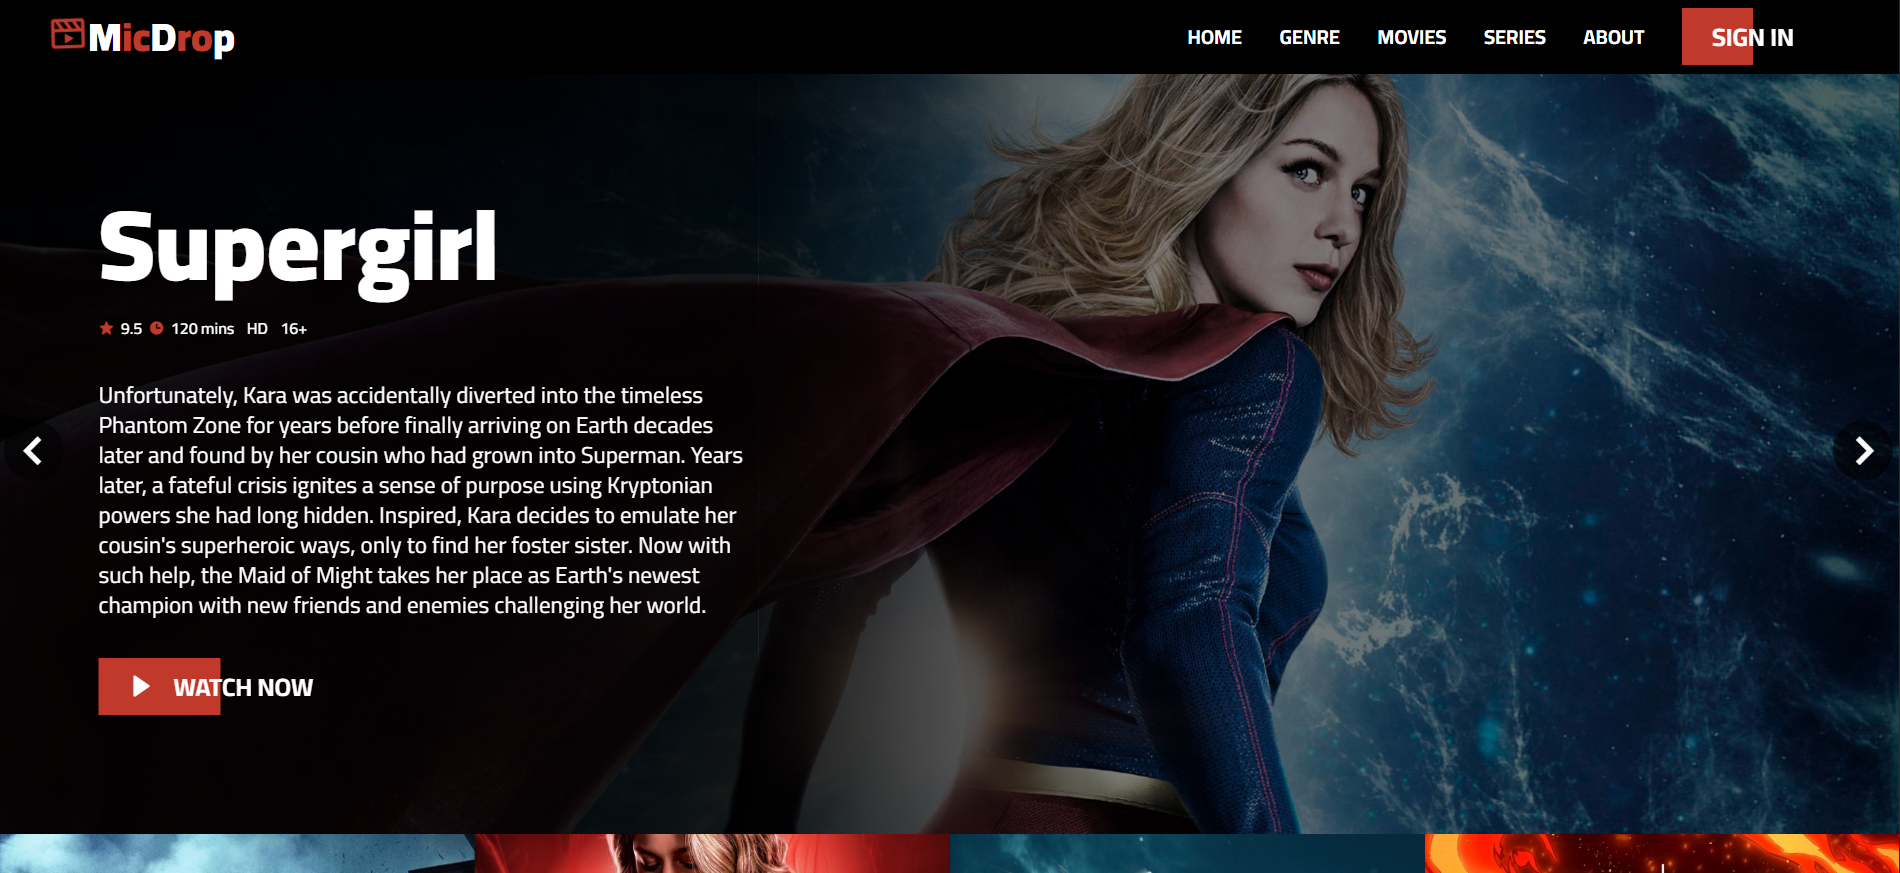 MicDrop
HOME GENRE MOVIES SERIES ABOUT SIGN IN
Supergirl
9.5 120 mins HD 16+
Unfortunately, Kara was accidentally diverted into the timeless
Phantom Zone for years before finally arriving on Earth decades
later and found by her cousin who had grown into Superman. Years
later, a fateful crisis ignites a sense of purpose using Kryptonian
powers she had long hidden. Inspired, Kara decides to emulate her
cousin's superheroic ways, only to find her foster sister. Now with
such help, the Maid of Might takes her place as Earth's newest
champion with new friends and enemies challenging her world.
WATCH NOW